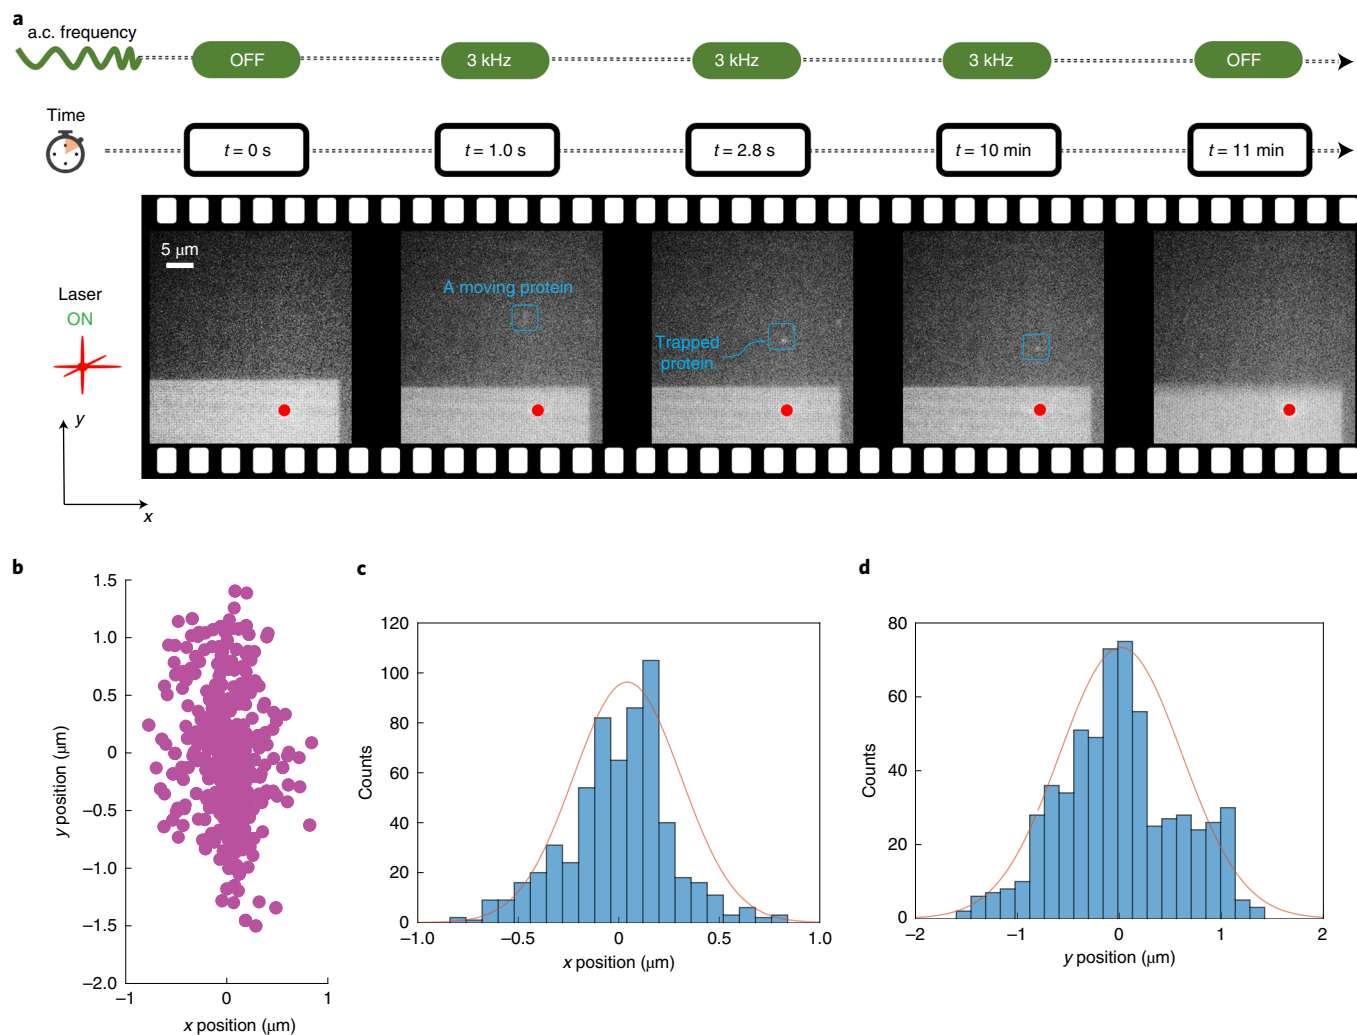 a
a.c. frequency
OFF
3 kHz
3 kHz
3 kHz
OFF
Time
t = 0 s
t = 1.0 s
t = 2.8 s
t = 10 min
t = 11 min
5 μm
A moving protein
Trapped
protein
Laser
ON
y
x
b
1.5
1.0
0.5
0
–0.5
–1.0
–1.5
–2.0
–1
0
1
y position (μm)
x position (μm)
c
120
100
80
60
40
20
0
–1.0
–0.5
0
0.5
1.0
Counts
x position (μm)
d
80
60
40
20
0
–2
–1
0
1
2
Counts
y position (μm)